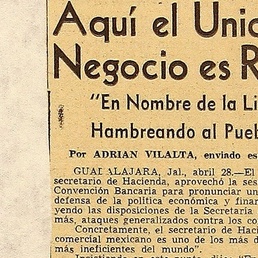 Aquí el Unic
Negocio es R
"En Nombre de la Li
Hambreando al Pueb
Por ADRIAN VILALTA, enviado es
GUADALAJARA, Jal., abril 28.—El
secretario de Hacienda, aprovechó la ses
Convención Bancaria para pronunciar un
defensa de la política económica y finan
yendo las disposiciones de la Secretaría
más, ataques generalizados contra los co
Concretamente, el secretario de Hacie
comercial mexicano es uno de los más d
más ineficientes del mundo".